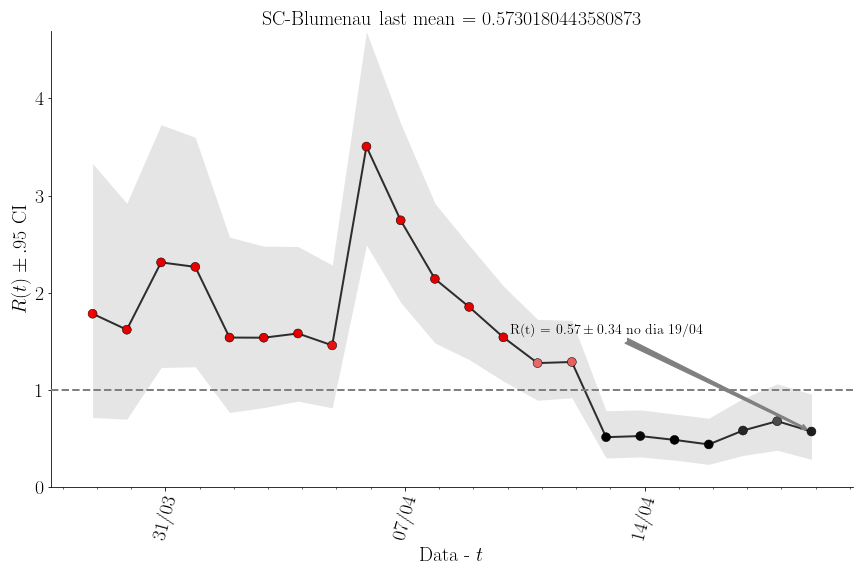 SC-Blumenau last mean = 0.5730180443580873
4
3
2
1
0
R(t) ± .95 CI
R(t) = 0.57 ± 0.34 no dia 19/04
31/03
07/04
14/04
Data - t